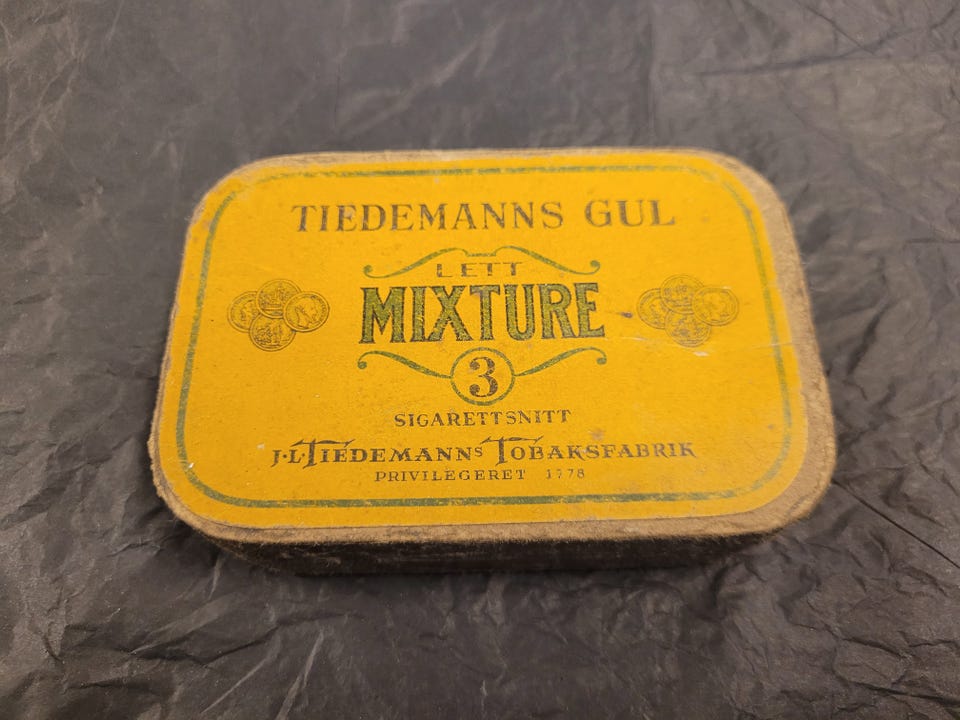 TIEDEMANNS GUL
LETT
MIXTURE
3
SIGARETTSNITT
J·L·TIEDEMANNS TOBAKSFABRIK
PRIVILEGERET 1778